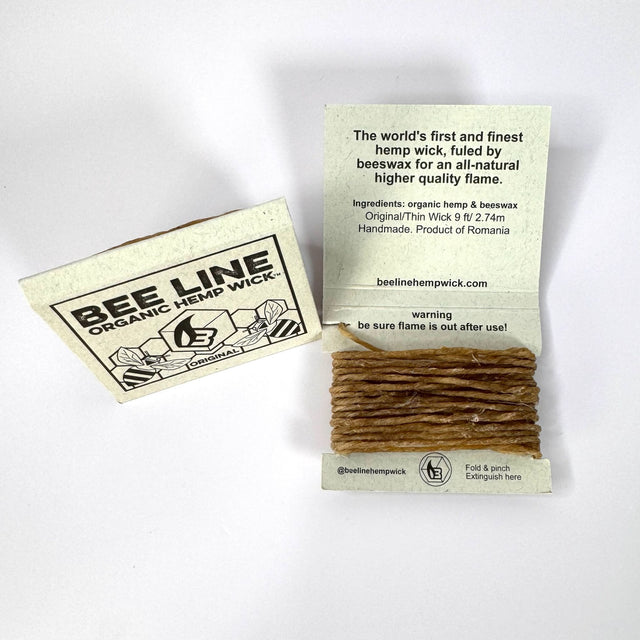 BEE LINE
ORGANIC HEMP WICK™
B
ORIGINAL
The world's first and finest
hemp wick, fuled by
beeswax for an all-natural
higher quality flame.
Ingredients: organic hemp & beeswax
Original/Thin Wick 9 ft/ 2.74m
Handmade. Product of Romania
beelinehempwick.com
warning
be sure flame is out after use!
@beelinehempwick
B
Fold & pinch
Extinguish here